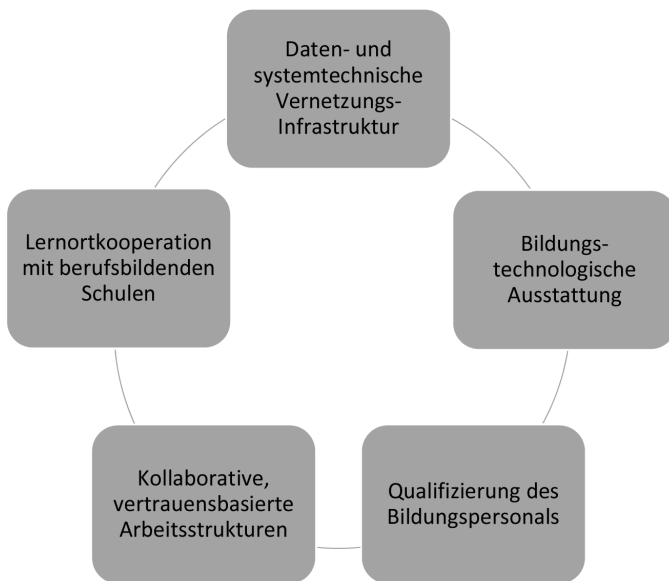 Daten- und
systemtechnische
Vernetzungs-
Infrastruktur
Bildungs-
technologische
Ausstattung
Qualifizierung des
Bildungspersonals
Kollaborative,
vertrauensbasierte
Arbeitsstrukturen
Lernortkooperation
mit berufsbildenden
Schulen